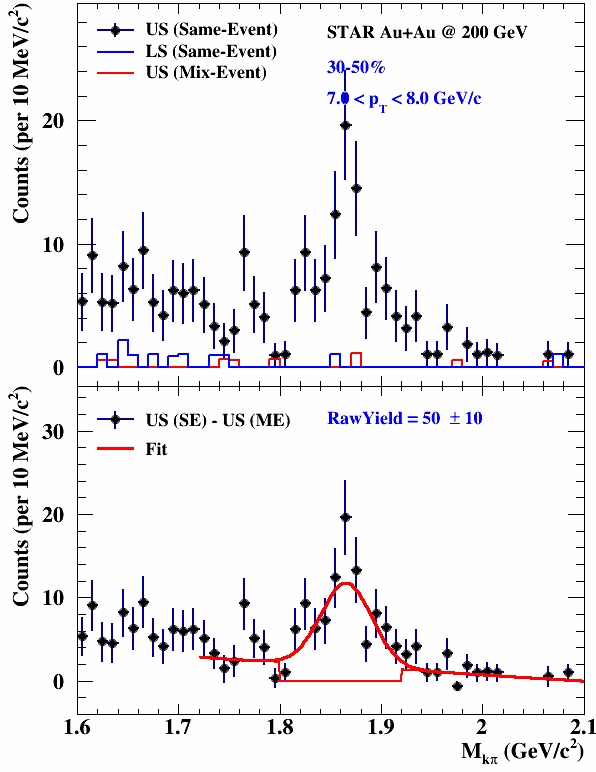 US (Same-Event)
LS (Same-Event)
US (Mix-Event)
STAR Au+Au @ 200 GeV
30-50%
7.0 < pT < 8.0 GeV/c
Counts (per 10 MeV/c²)
20
10
0
US (SE) - US (ME)
Fit
RawYield = 50 ± 10
Counts (per 10 MeV/c²)
30
20
10
0
1.6 1.7 1.8 1.9 2 2.1
Mkπ (GeV/c²)